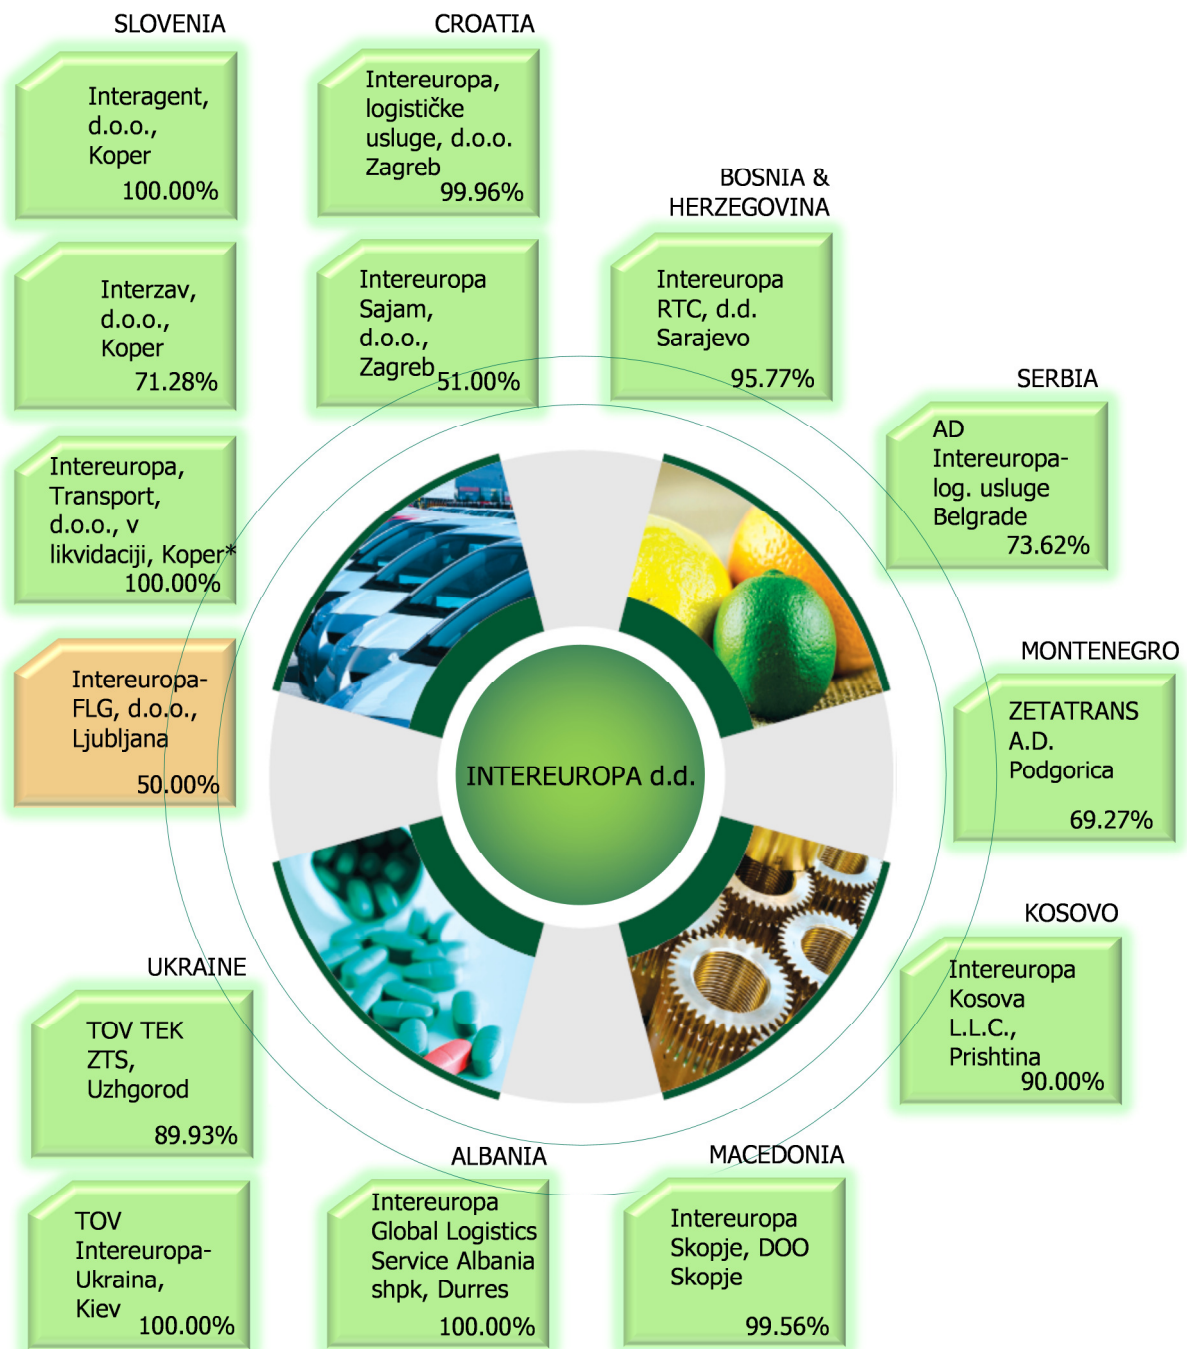 SLOVENIA
Interagent,
d.o.o.,
Koper
100.00%
Interzav,
d.o.o.,
Koper
71.28%
Intereuropa,
Transport,
d.o.o., v
likvidaciji, Koper*
100.00%
Intereuropa-
FLG, d.o.o.,
Ljubljana
50.00%
CROATIA
Intereuropa,
logističke
usluge, d.o.o.
Zagreb
99.96%
Intereuropa
Sajam,
d.o.o.,
Zagreb
51.00%
BOSNIA &
HERZEGOVINA
Intereuropa
RTC, d.d.
Sarajevo
95.77%
SERBIA
AD
Intereuropa-
log. usluge
Belgrade
73.62%
MONTENEGRO
ZETATRANS
A.D.
Podgorica
69.27%
INTEREUROPA d.d.
KOSOVO
Intereuropa
Kosova
L.L.C.,
Prishtina
90.00%
UKRAINE
TOV TEK
ZTS,
Uzhgorod
89.93%
TOV
Intereuropa-
Ukraina,
Kiev
100.00%
ALBANIA
Intereuropa
Global Logistics
Service Albania
shpk, Durres
100.00%
MACEDONIA
Intereuropa
Skopje, DOO
Skopje
99.56%